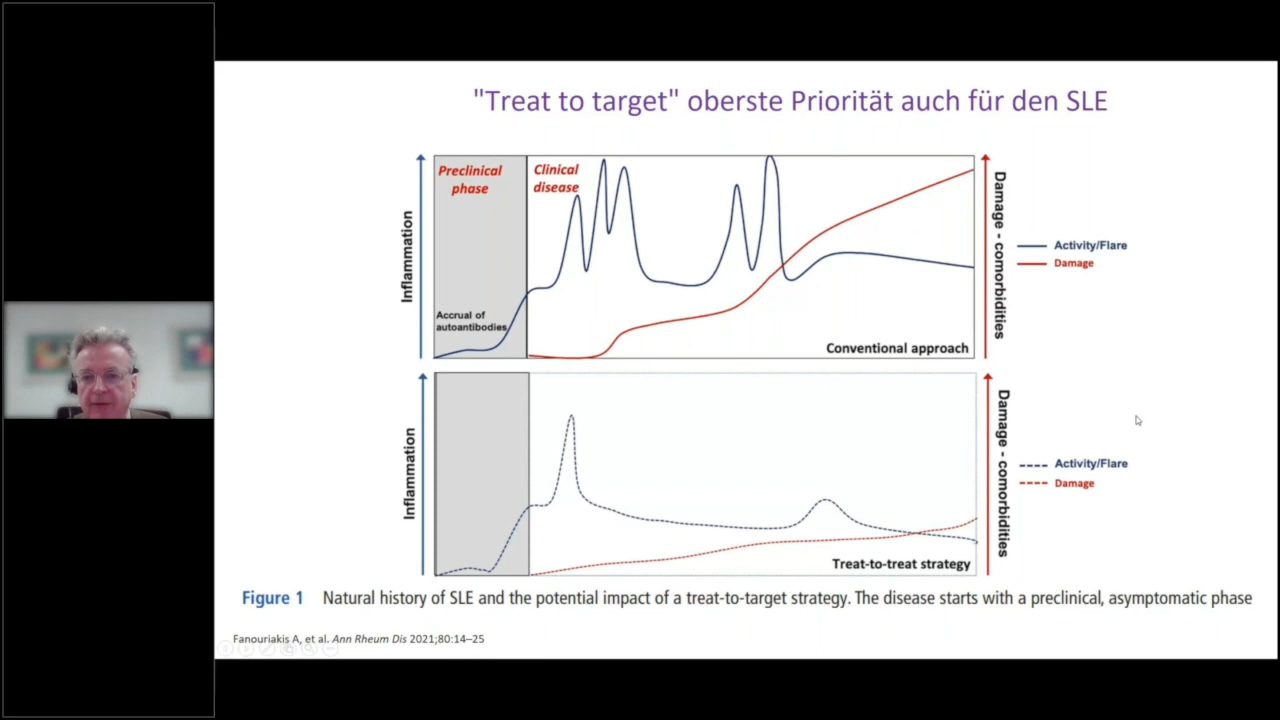 "Treat to target" oberste Priorität auch für den SLE
Preclinical
phase
Clinical
disease
Inflammation
Accrual of
autoantibodies
Damage - comorbidities
Activity/Flare
Damage
Conventional approach
Inflammation
Damage - comorbidities
Activity/Flare
Damage
Treat-to-treat strategy
Figure 1 Natural history of SLE and the potential impact of a treat-to-target strategy. The disease starts with a preclinical, asymptomatic phase
Fanouriakis A, et al. Ann Rheum Dis 2021;80:14–25